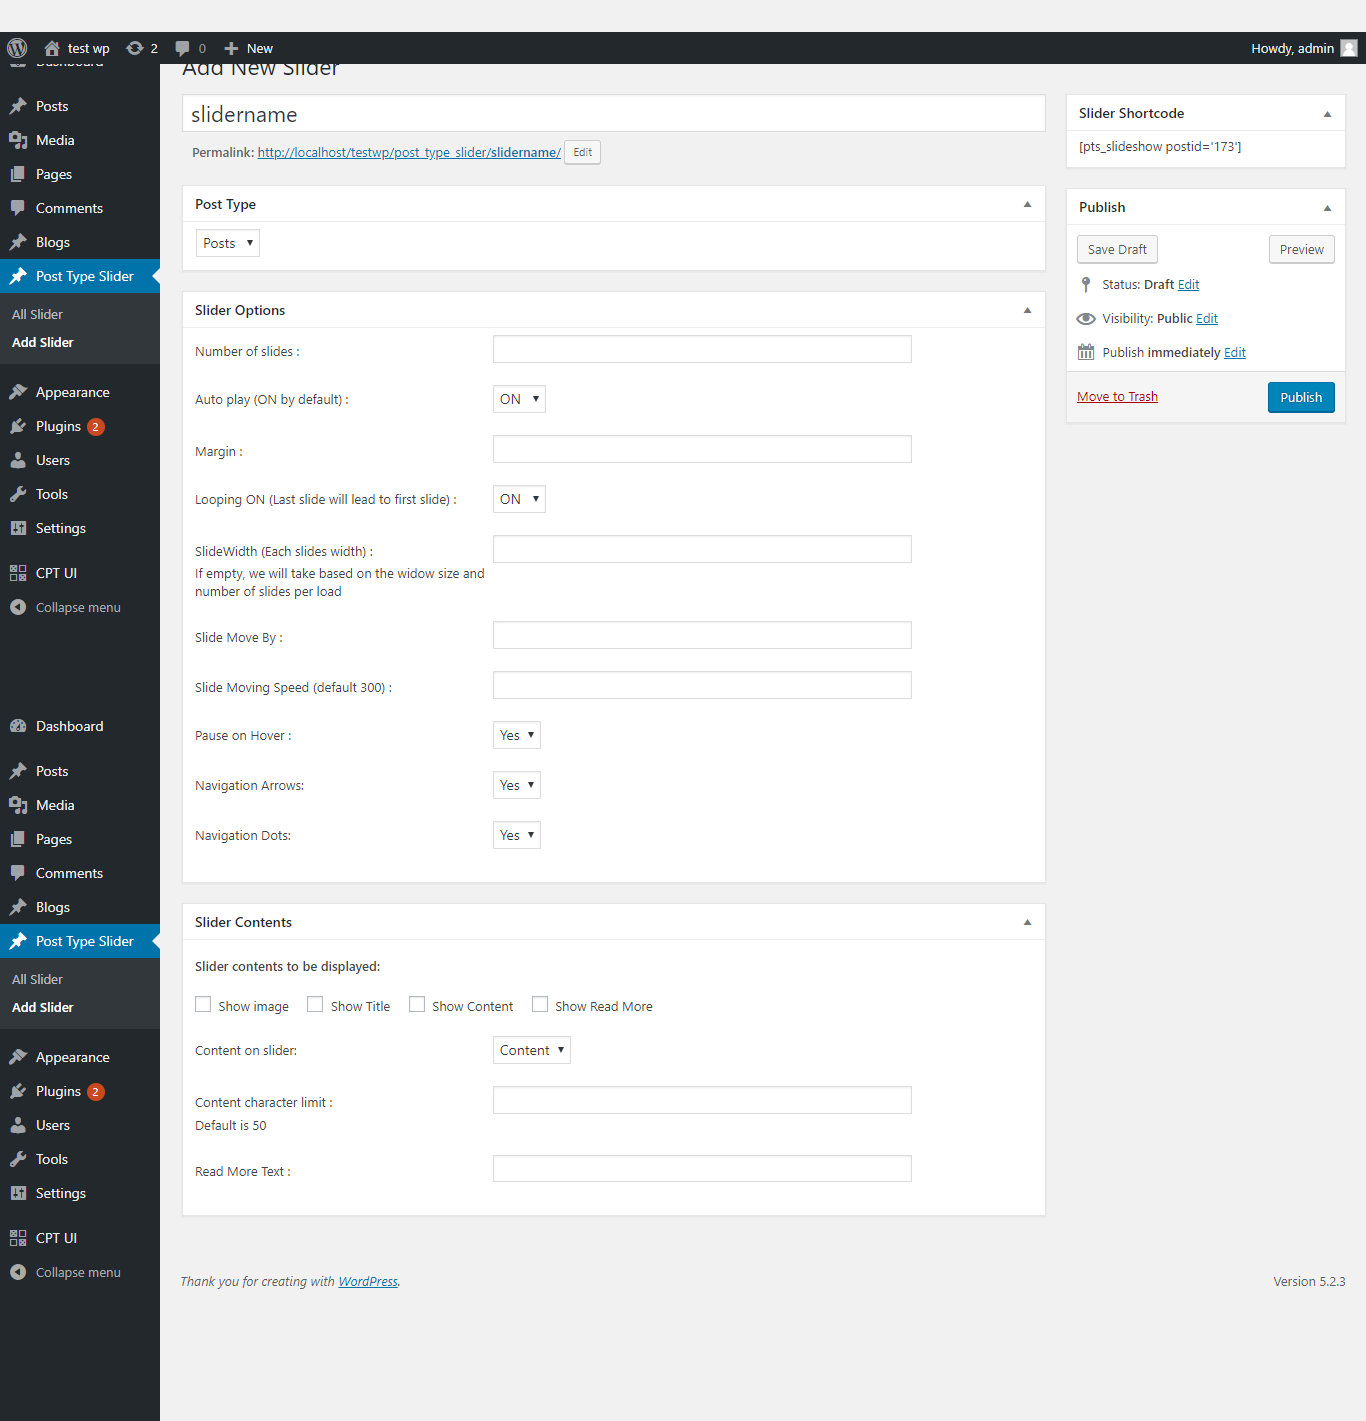 test wp 2 0 New Howdy, admin
Dashboard
Add New Slider
Posts
Media
Pages
Comments
Blogs
Post Type Slider
All Slider
Add Slider
Appearance
Plugins 2
Users
Tools
Settings
CPT UI
Collapse menu
Dashboard
Posts
Media
Pages
Comments
Blogs
Post Type Slider
All Slider
Add Slider
Appearance
Plugins 2
Users
Tools
Settings
CPT UI
Collapse menu
slidername
Permalink: http://localhost/testwp/post_type_slider/slidername/ Edit
Post Type
Posts
Slider Options
Number of slides :
Auto play (ON by default) : ON
Margin :
Looping ON (Last slide will lead to first slide) : ON
SlideWidth (Each slides width) :
If empty, we will take based on the widow size and
number of slides per load
Slide Move By :
Slide Moving Speed (default 300) :
Pause on Hover : Yes
Navigation Arrows: Yes
Navigation Dots: Yes
Slider Contents
Slider contents to be displayed:
Show image Show Title Show Content Show Read More
Content on slider: Content
Content character limit :
Default is 50
Read More Text :
Slider Shortcode
[pts_slideshow postid='173']
Publish
Save Draft Preview
Status: Draft Edit
Visibility: Public Edit
Publish immediately Edit
Move to Trash Publish
Thank you for creating with WordPress. Version 5.2.3